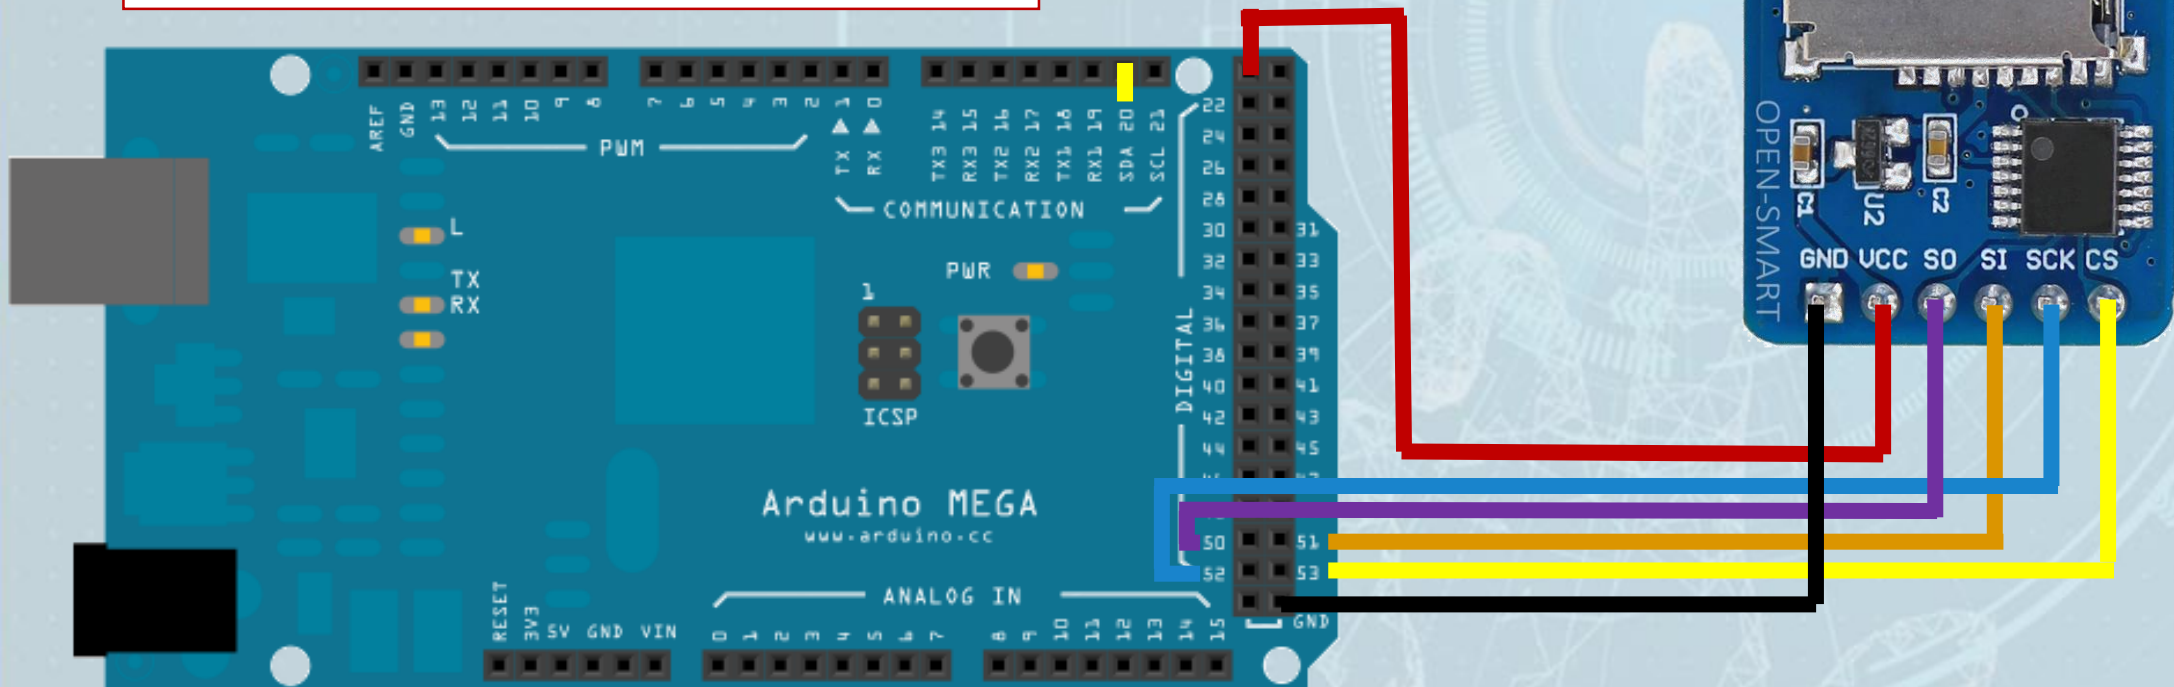 AREF GND 13 12 11 10 9 8 7 6 5 4 3 2 1 0 TX3 14 RX3 15 TX2 16 RX2 17 TX1 18 RX1 19 SDA 20 SCL 21
PWM
TX RX
COMMUNICATION
L
TX
RX
PWR
1
ICSP
DIGITAL
22
24
26
28
30 31
32 33
34 35
36 37
38 39
40 41
42 43
44 45
50 51
52 53
GND
Arduino MEGA
www.arduino.cc
ANALOG IN
RESET 3V3 5V GND VIN 0 1 2 3 4 5 6 7 8 9 10 11 12 13 14 15
OPEN-SMART
C1 U2 C2
GND VCC SO SI SCK CS